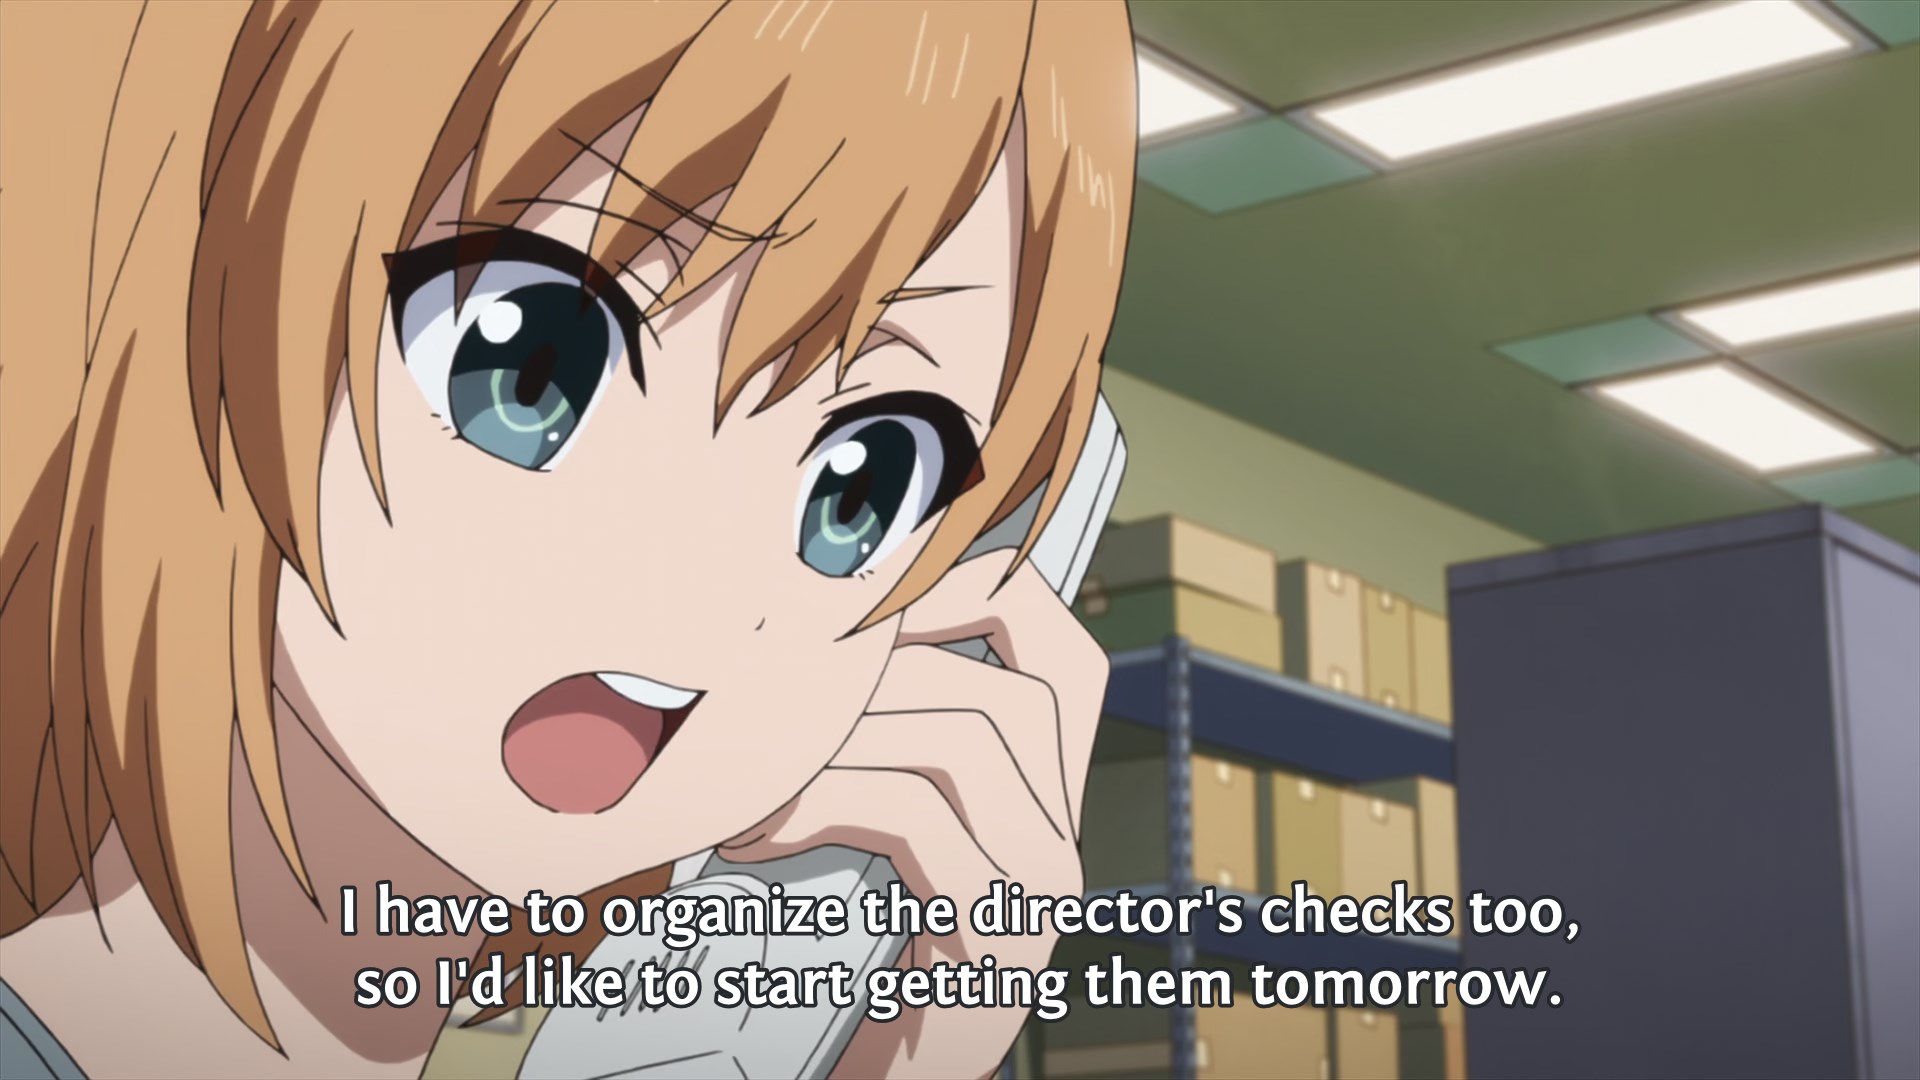 I have to organize the director's checks too,
so I'd like to start getting them tomorrow.